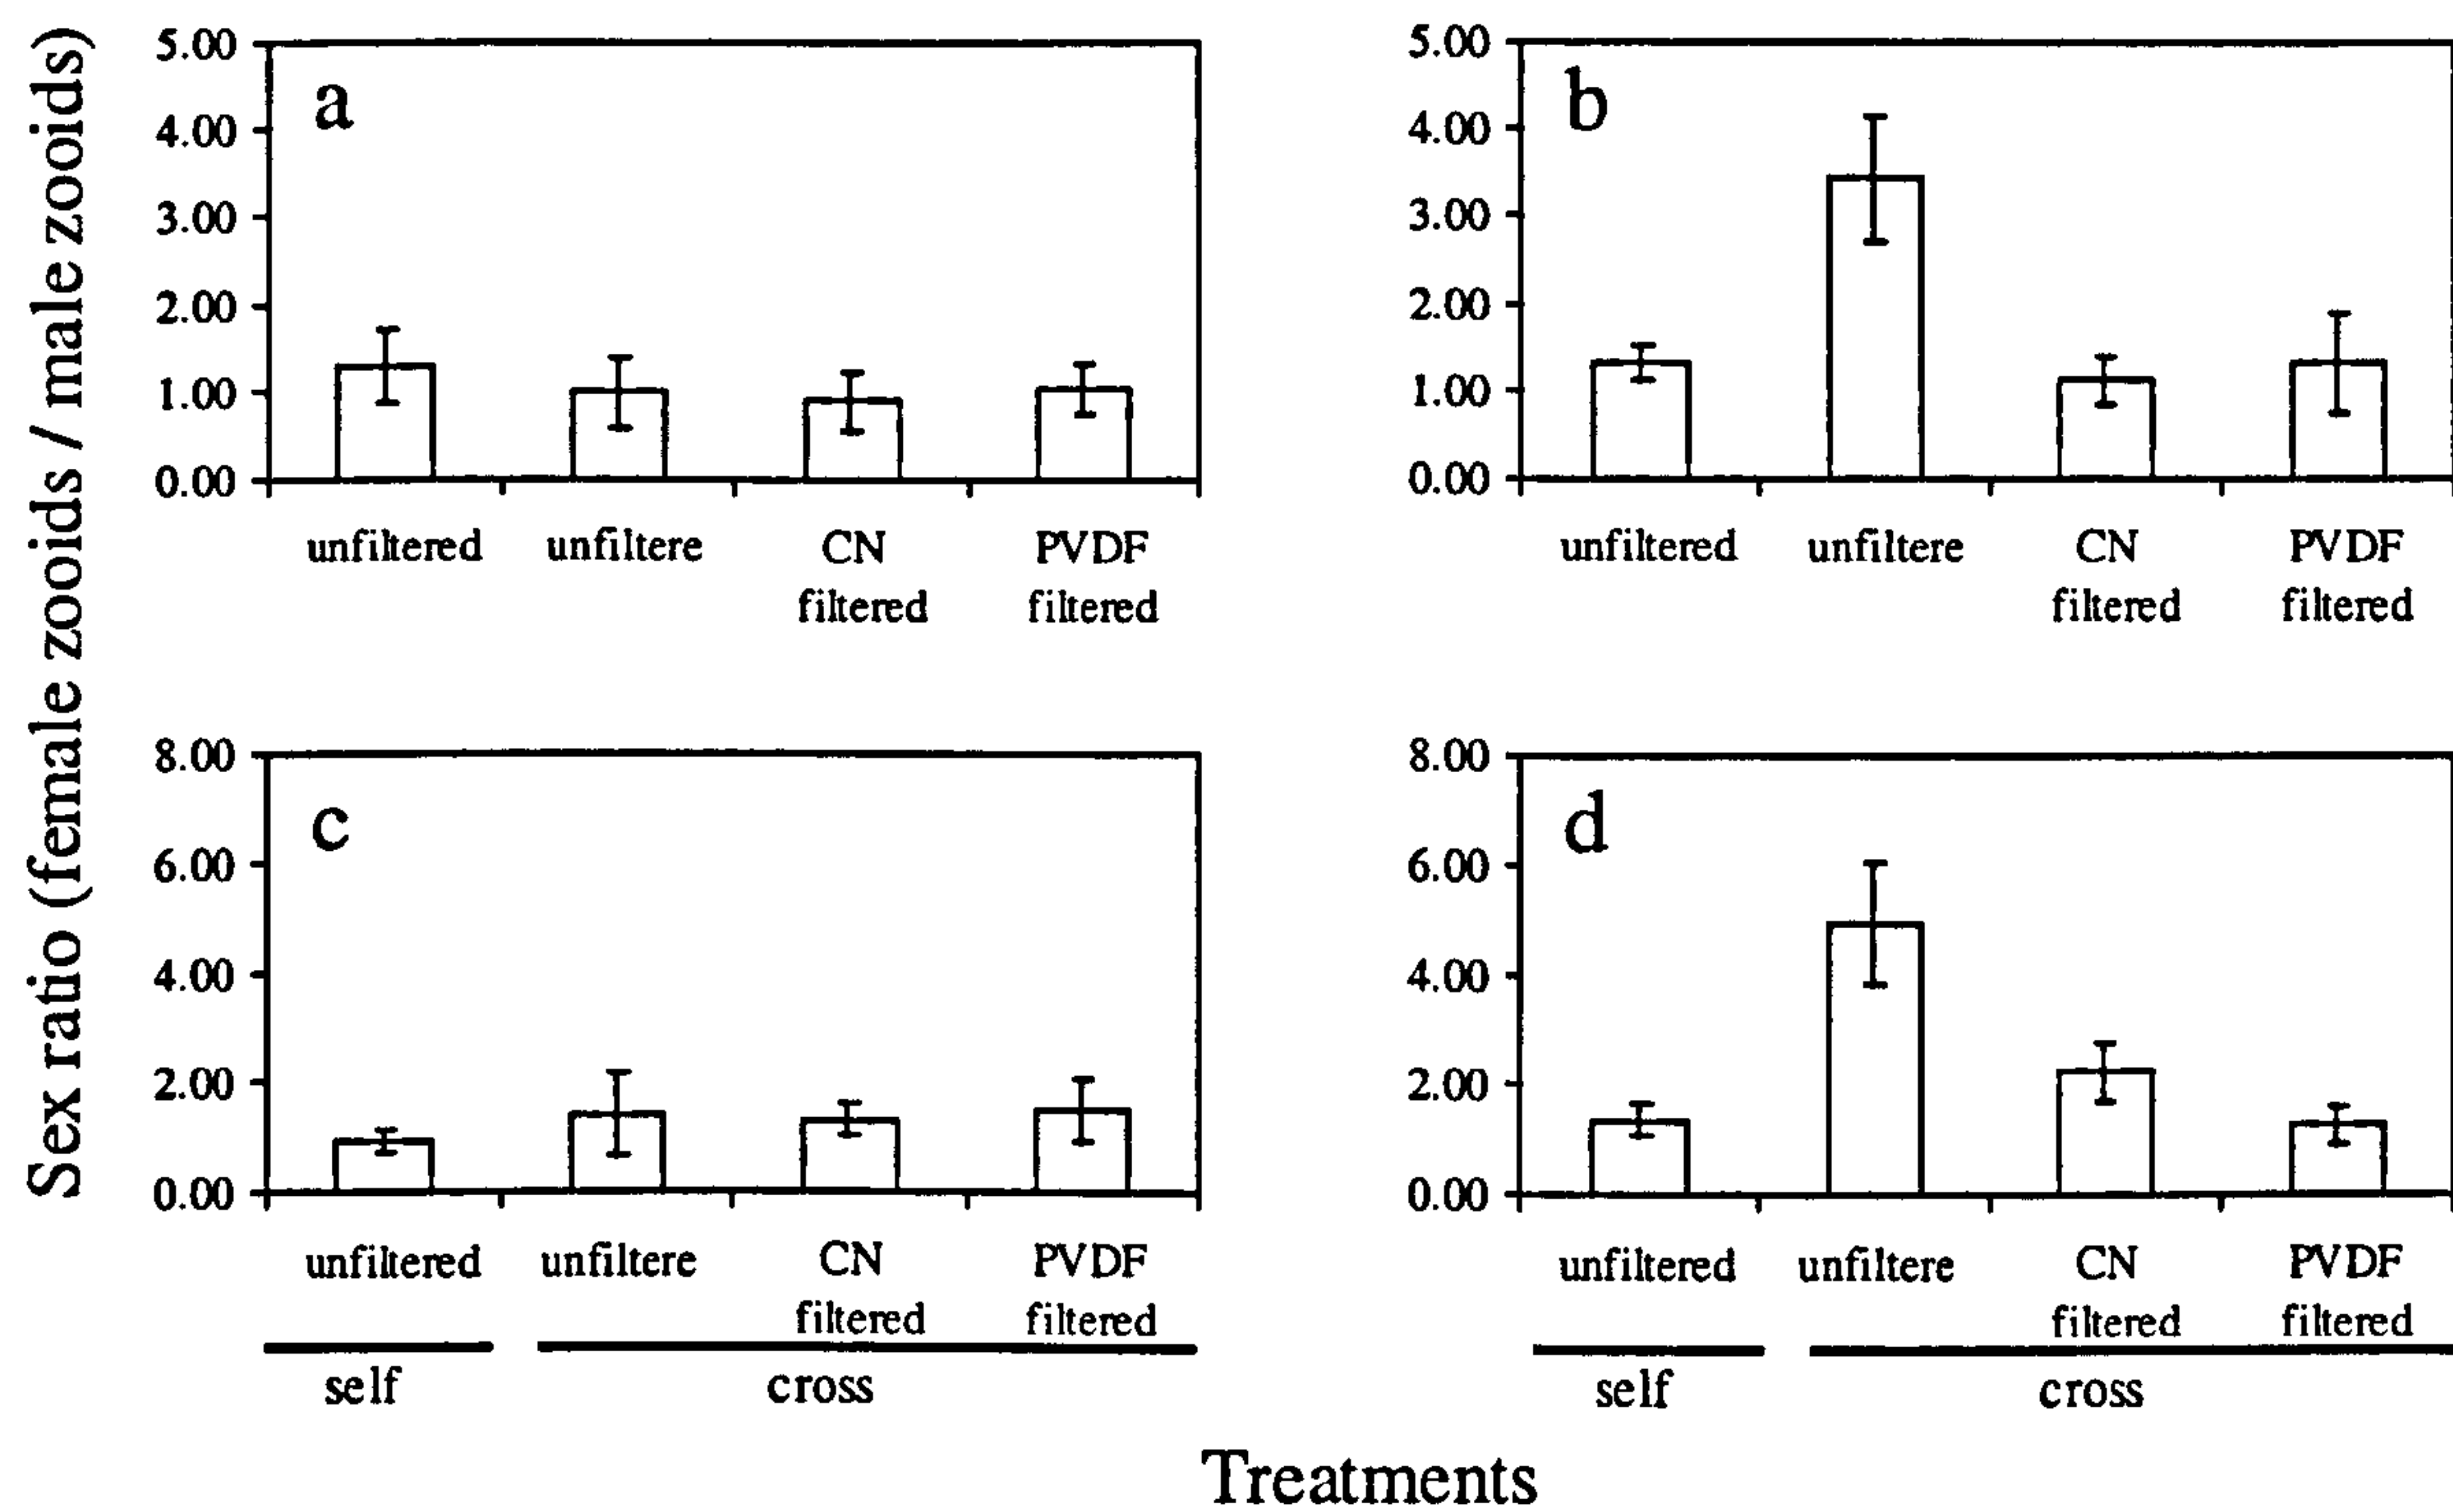 Sex ratio (female zooids / male zooids)
a
5.00
4.00
3.00
2.00
1.00
0.00
unfiltered unfiltere CN PVDF
filtered filtered
b
5.00
4.00
3.00
2.00
1.00
0.00
unfiltered unfiltere CN PVDF
filtered filtered
c
8.00
6.00
4.00
2.00
0.00
unfiltered unfiltere CN PVDF
filtered filtered
self cross
d
8.00
6.00
4.00
2.00
0.00
unfiltered unfiltere CN PVDF
filtered filtered
self cross
Treatments